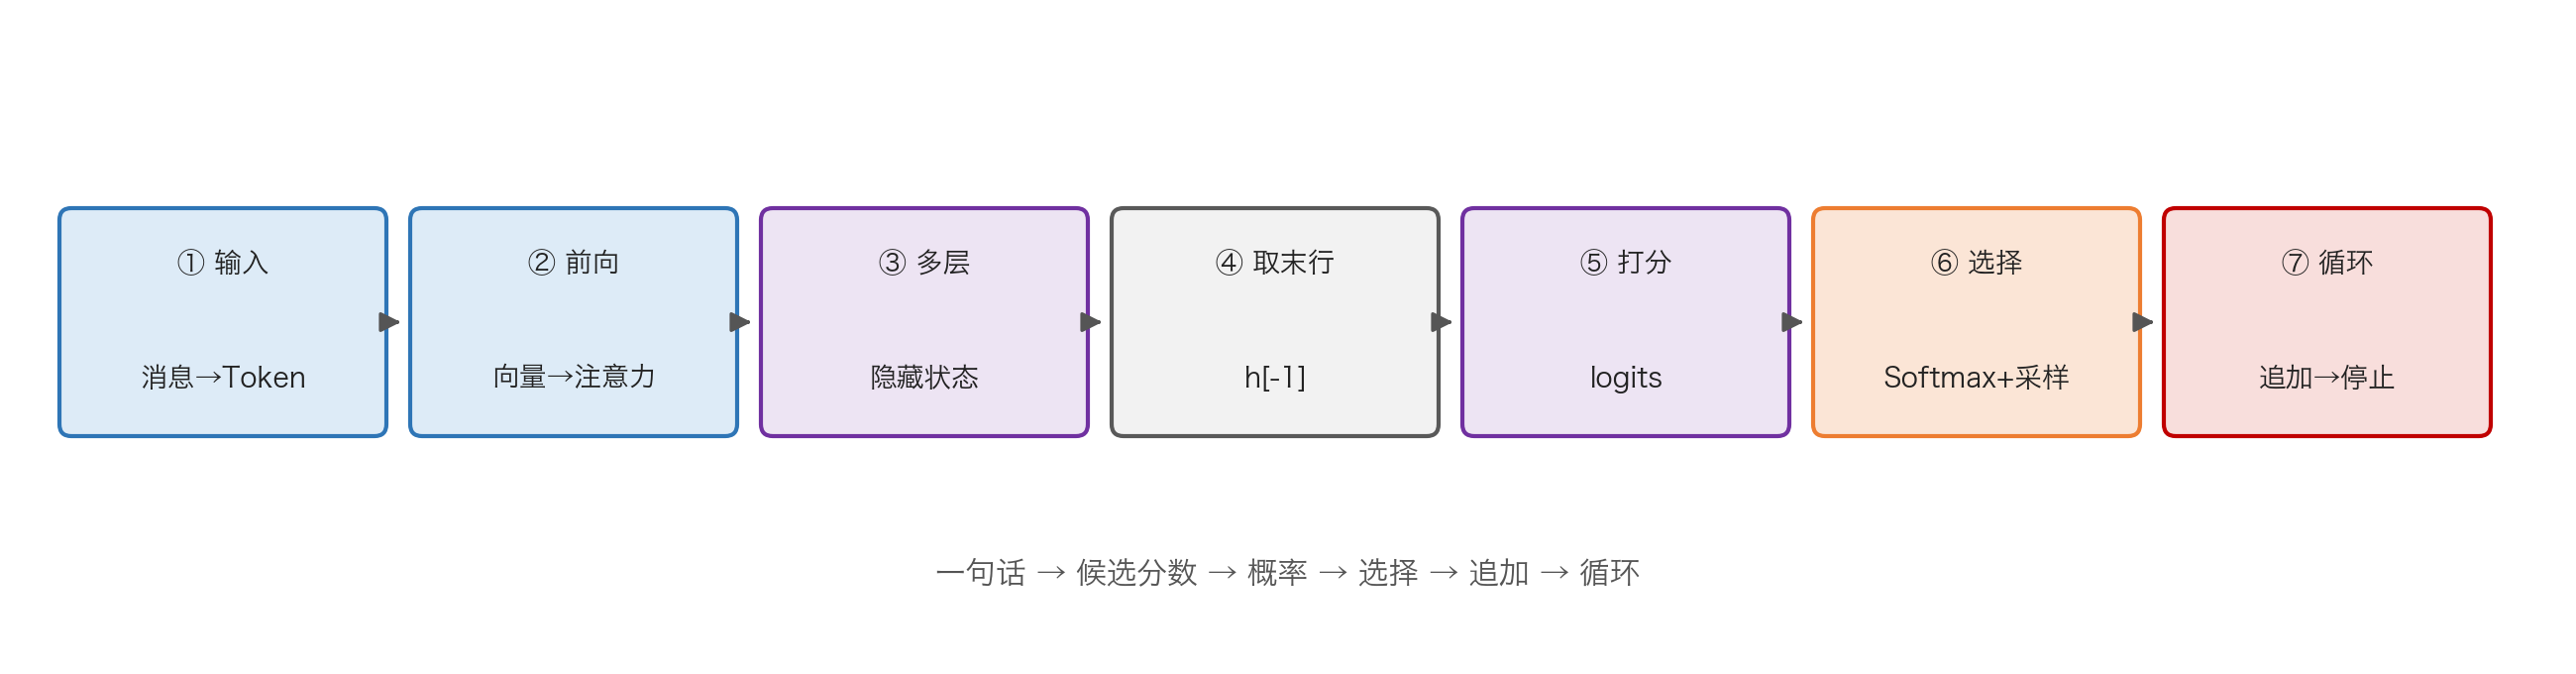 ① 输入
消息→Token
② 前向
向量→注意力
③ 多层
隐藏状态
④ 取末行
h[-1]
⑤ 打分
logits
⑥ 选择
Softmax+采样
⑦ 循环
追加→停止
一句话 → 候选分数 → 概率 → 选择 → 追加 → 循环